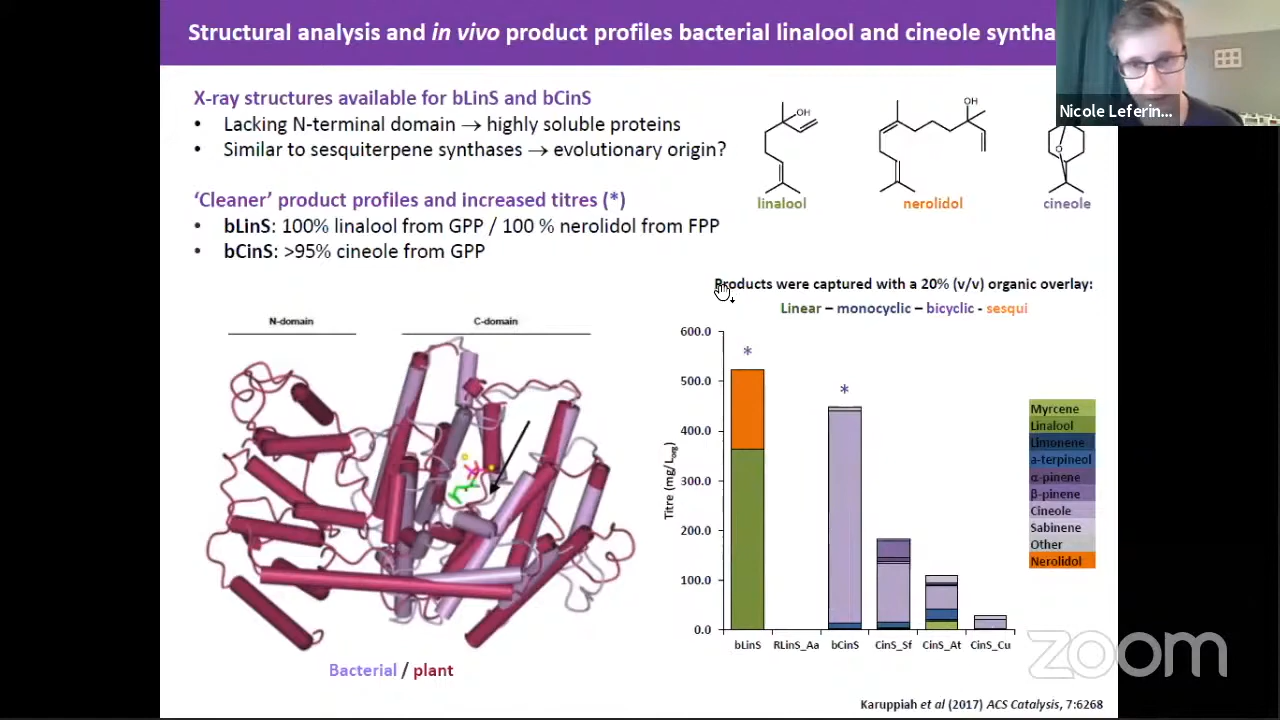 Structural analysis and in vivo product profiles bacterial linalool and cineole syntha
Nicole Leferin...
X-ray structures available for bLinS and bCinS
• Lacking N-terminal domain → highly soluble proteins
• Similar to sesquiterpene synthases → evolutionary origin?
'Cleaner' product profiles and increased titres (*)
• bLinS: 100% linalool from GPP / 100 % nerolidol from FPP
• bCinS: >95% cineole from GPP
OH
linalool
OH
nerolidol
O
cineole
Products were captured with a 20% (v/v) organic overlay:
Linear – monocyclic – bicyclic - sesqui
N-domain
C-domain
Bacterial / plant
Titre (mg/Lorg)
600.0
500.0
400.0
300.0
200.0
100.0
0.0
*
*
bLinS
RLinS_Aa
bCinS
CinS_Sf
CinS_At
CinS_Cu
Myrcene
Linalool
Limonene
a-terpineol
α-pinene
β-pinene
Cineole
Sabinene
Other
Nerolidol
zoom
Karuppiah et al (2017) ACS Catalysis, 7:6268